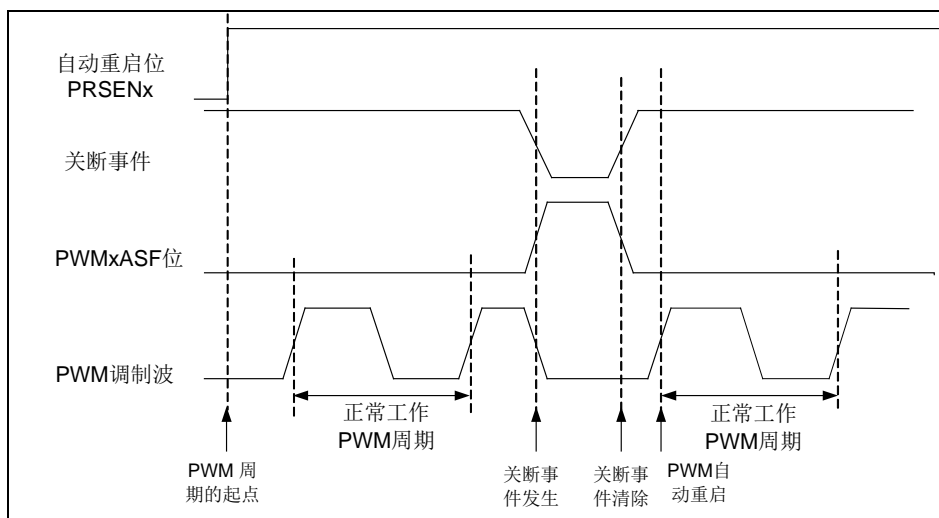 自动重启位
PRSENx
关断事件
PWMxASF位
PWM调制波
正常工作
PWM周期
正常工作
PWM周期
PWM 周
期的起点
关断事
件发生
关断事
件清除
PWM自
动重启